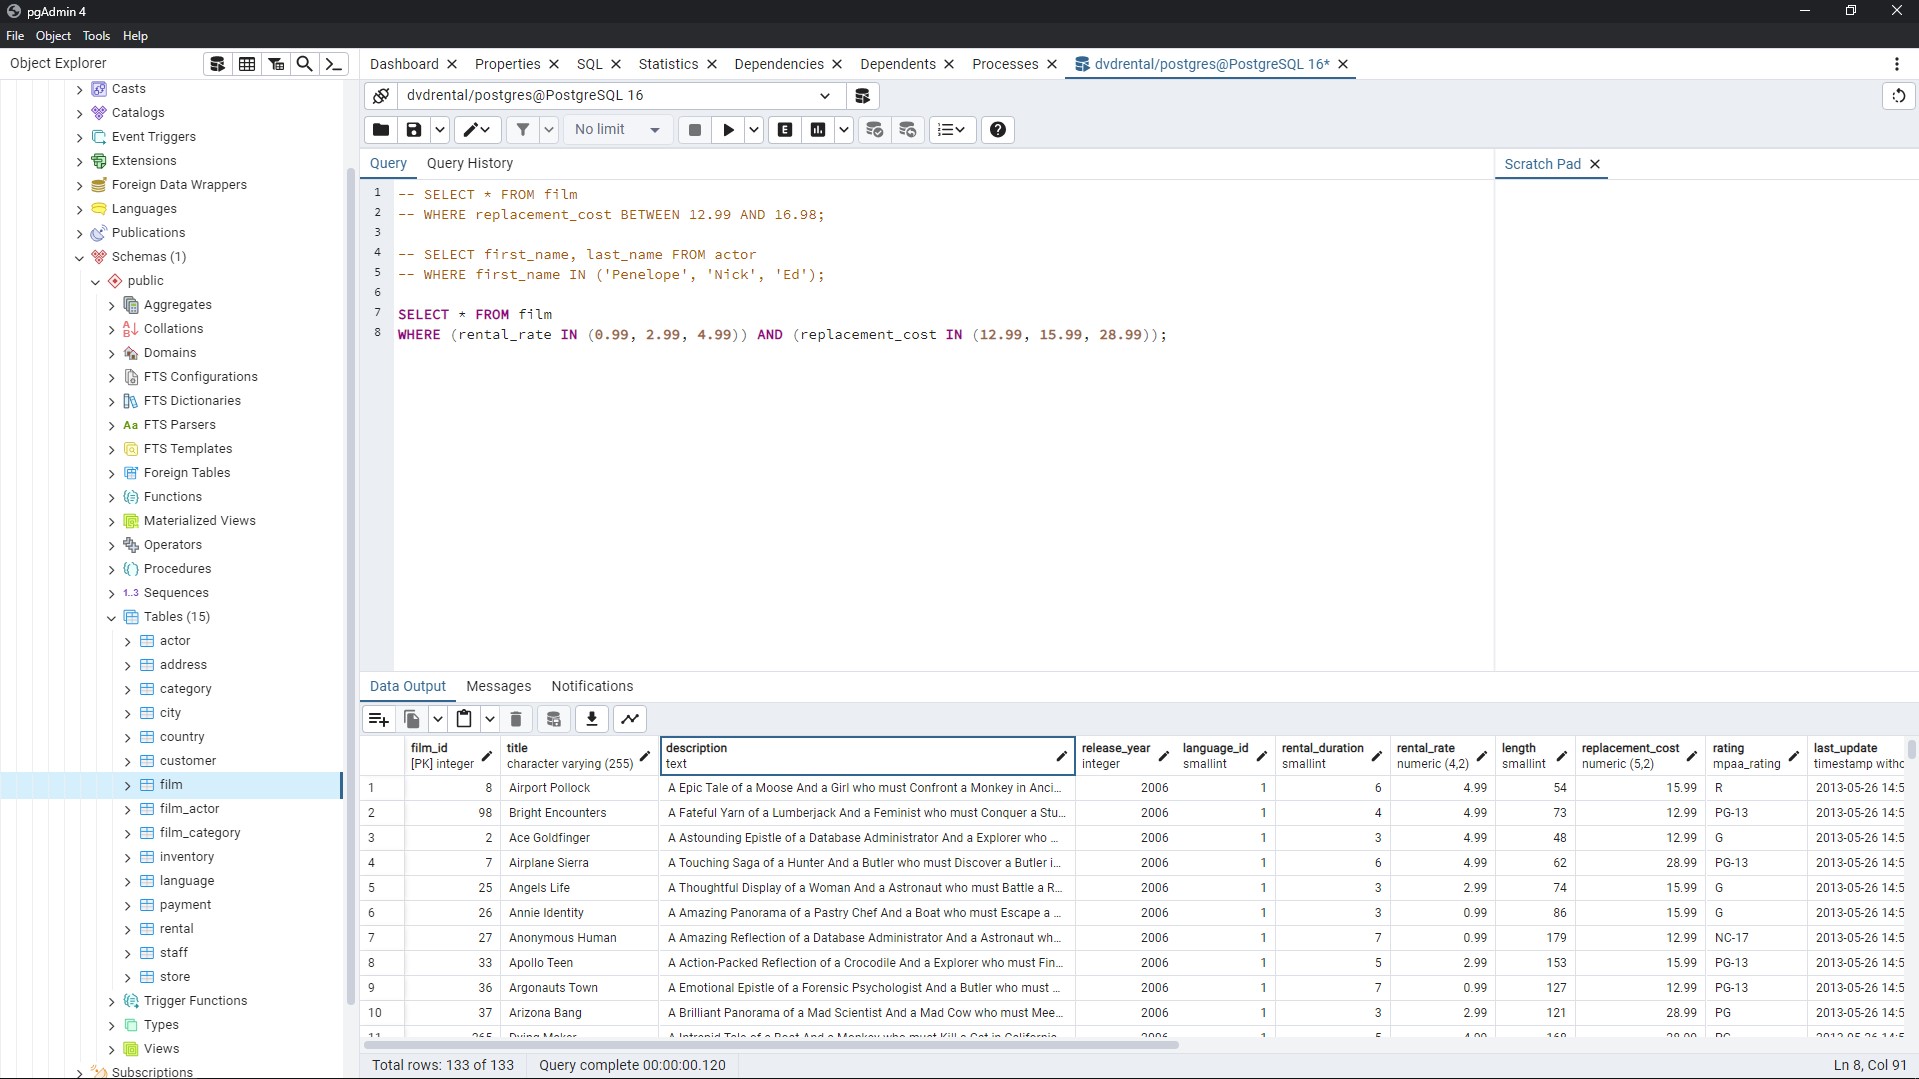 pgAdmin 4
File Object Tools Help
Object Explorer
Dashboard Properties SQL Statistics Dependencies Dependents Processes dvdrental/postgres@PostgreSQL 16*
Casts
Catalogs
Event Triggers
Extensions
Foreign Data Wrappers
Languages
Publications
Schemas (1)
public
Aggregates
Collations
Domains
FTS Configurations
FTS Dictionaries
FTS Parsers
FTS Templates
Foreign Tables
Functions
Materialized Views
Operators
Procedures
1..3 Sequences
Tables (15)
actor
address
category
city
country
customer
film
film_actor
film_category
inventory
language
payment
rental
staff
store
Trigger Functions
Types
Views
Subscriptions
dvdrental/postgres@PostgreSQL 16
No limit
Query Query History
Scratch Pad
1 -- SELECT * FROM film
2 -- WHERE replacement_cost BETWEEN 12.99 AND 16.98;
3
4 -- SELECT first_name, last_name FROM actor
5 -- WHERE first_name IN ('Penelope', 'Nick', 'Ed');
6
7 SELECT * FROM film
8 WHERE (rental_rate IN (0.99, 2.99, 4.99)) AND (replacement_cost IN (12.99, 15.99, 28.99));
Data Output Messages Notifications
film_id title description release_year language_id rental_duration rental_rate length replacement_cost rating last_update
[PK] integer character varying (255) text integer smallint smallint numeric (4,2) smallint numeric (5,2) mpaa_rating timestamp witho
1 8 Airport Pollock A Epic Tale of a Moose And a Girl who must Confront a Monkey in Anci... 2006 1 6 4.99 54 15.99 R 2013-05-26 14:5
2 98 Bright Encounters A Fateful Yarn of a Lumberjack And a Feminist who must Conquer a Stu... 2006 1 4 4.99 73 12.99 PG-13 2013-05-26 14:5
3 2 Ace Goldfinger A Astounding Epistle of a Database Administrator And a Explorer who ... 2006 1 3 4.99 48 12.99 G 2013-05-26 14:5
4 7 Airplane Sierra A Touching Saga of a Hunter And a Butler who must Discover a Butler i... 2006 1 6 4.99 62 28.99 PG-13 2013-05-26 14:5
5 25 Angels Life A Thoughtful Display of a Woman And a Astronaut who must Battle a R... 2006 1 3 2.99 74 15.99 G 2013-05-26 14:5
6 26 Annie Identity A Amazing Panorama of a Pastry Chef And a Boat who must Escape a ... 2006 1 3 0.99 86 15.99 G 2013-05-26 14:5
7 27 Anonymous Human A Amazing Reflection of a Database Administrator And a Astronaut wh... 2006 1 7 0.99 179 12.99 NC-17 2013-05-26 14:5
8 33 Apollo Teen A Action-Packed Reflection of a Crocodile And a Explorer who must Fin... 2006 1 5 2.99 153 15.99 PG-13 2013-05-26 14:5
9 36 Argonauts Town A Emotional Epistle of a Forensic Psychologist And a Butler who must ... 2006 1 7 0.99 127 12.99 PG-13 2013-05-26 14:5
10 37 Arizona Bang A Brilliant Panorama of a Mad Scientist And a Mad Cow who must Mee... 2006 1 3 2.99 121 28.99 PG 2013-05-26 14:5
Total rows: 133 of 133 Query complete 00:00:00.120 Ln 8, Col 91